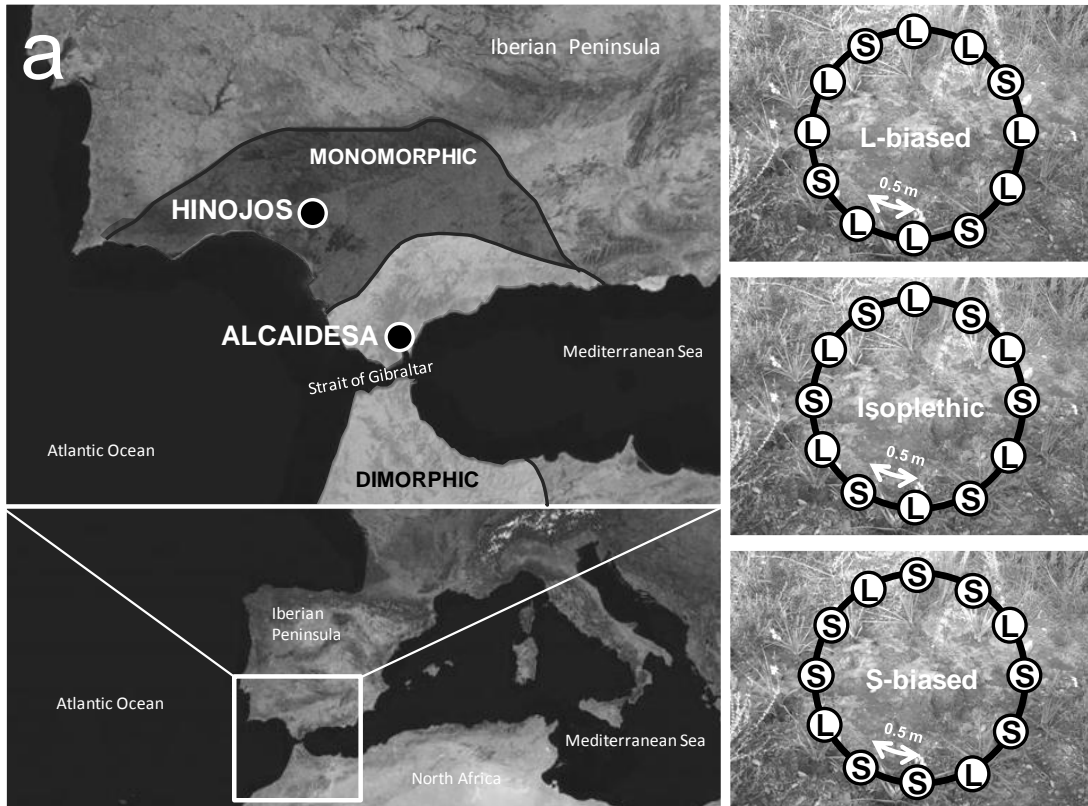 a
Iberian Peninsula
MONOMORPHIC
HINOJOS
ALCAIDESA
Mediterranean Sea
Strait of Gibraltar
Atlantic Ocean
DIMORPHIC
Iberian
Peninsula
Atlantic Ocean
Mediterranean Sea
North Africa
S L L
L S
L L-biased L
S 0.5 m L
L L S
S L S
L L
S Isoplethic S
L 0.5 m L
S L S
L S S
S L
S S-biased S
L 0.5 m S
S S L